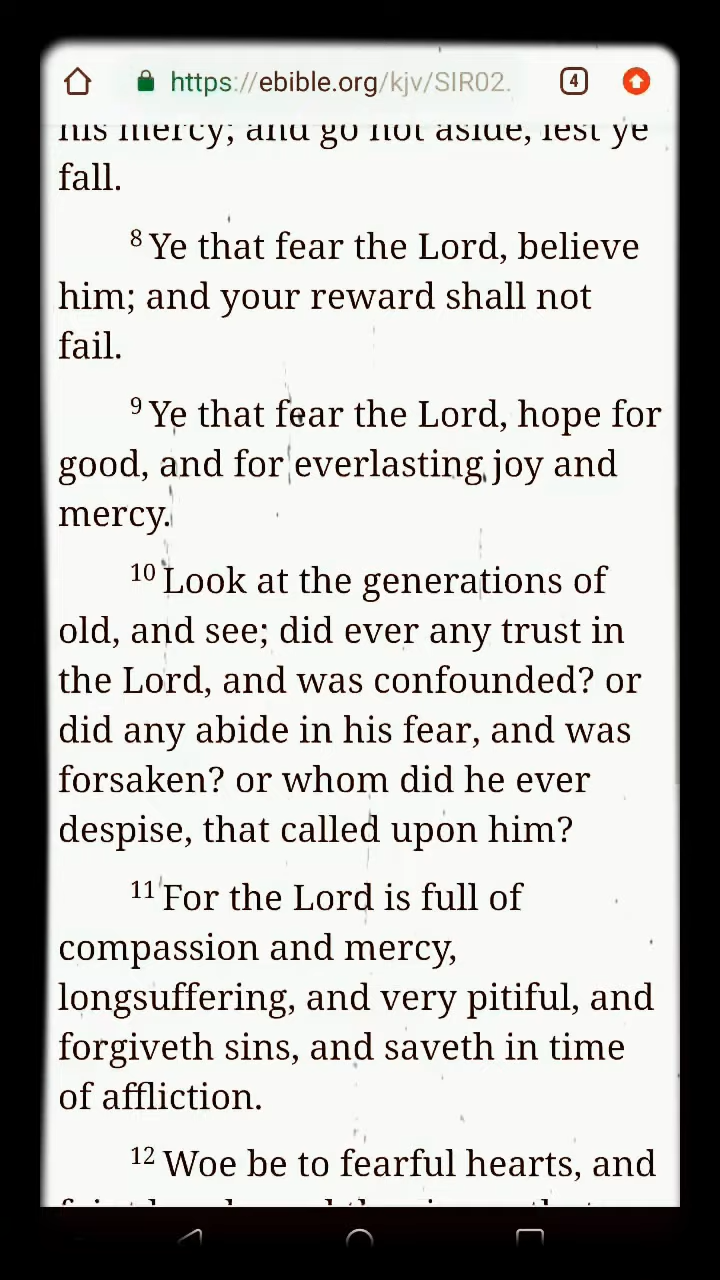 4
https://ebible.org/kjv/SIR02.
his mercy; and go not aside, lest ye
fall.
8 Ye that fear the Lord, believe
him; and your reward shall not
fail.
9 Ye that fear the Lord, hope for
good, and for everlasting joy and
mercy.
10 Look at the generations of
old, and see; did ever any trust in
the Lord, and was confounded? or
did any abide in his fear, and was
forsaken? or whom did he ever
despise, that called upon him?
11 For the Lord is full of
compassion and mercy,
longsuffering, and very pitiful, and
forgiveth sins, and saveth in time
of affliction.
12 Woe be to fearful hearts, and